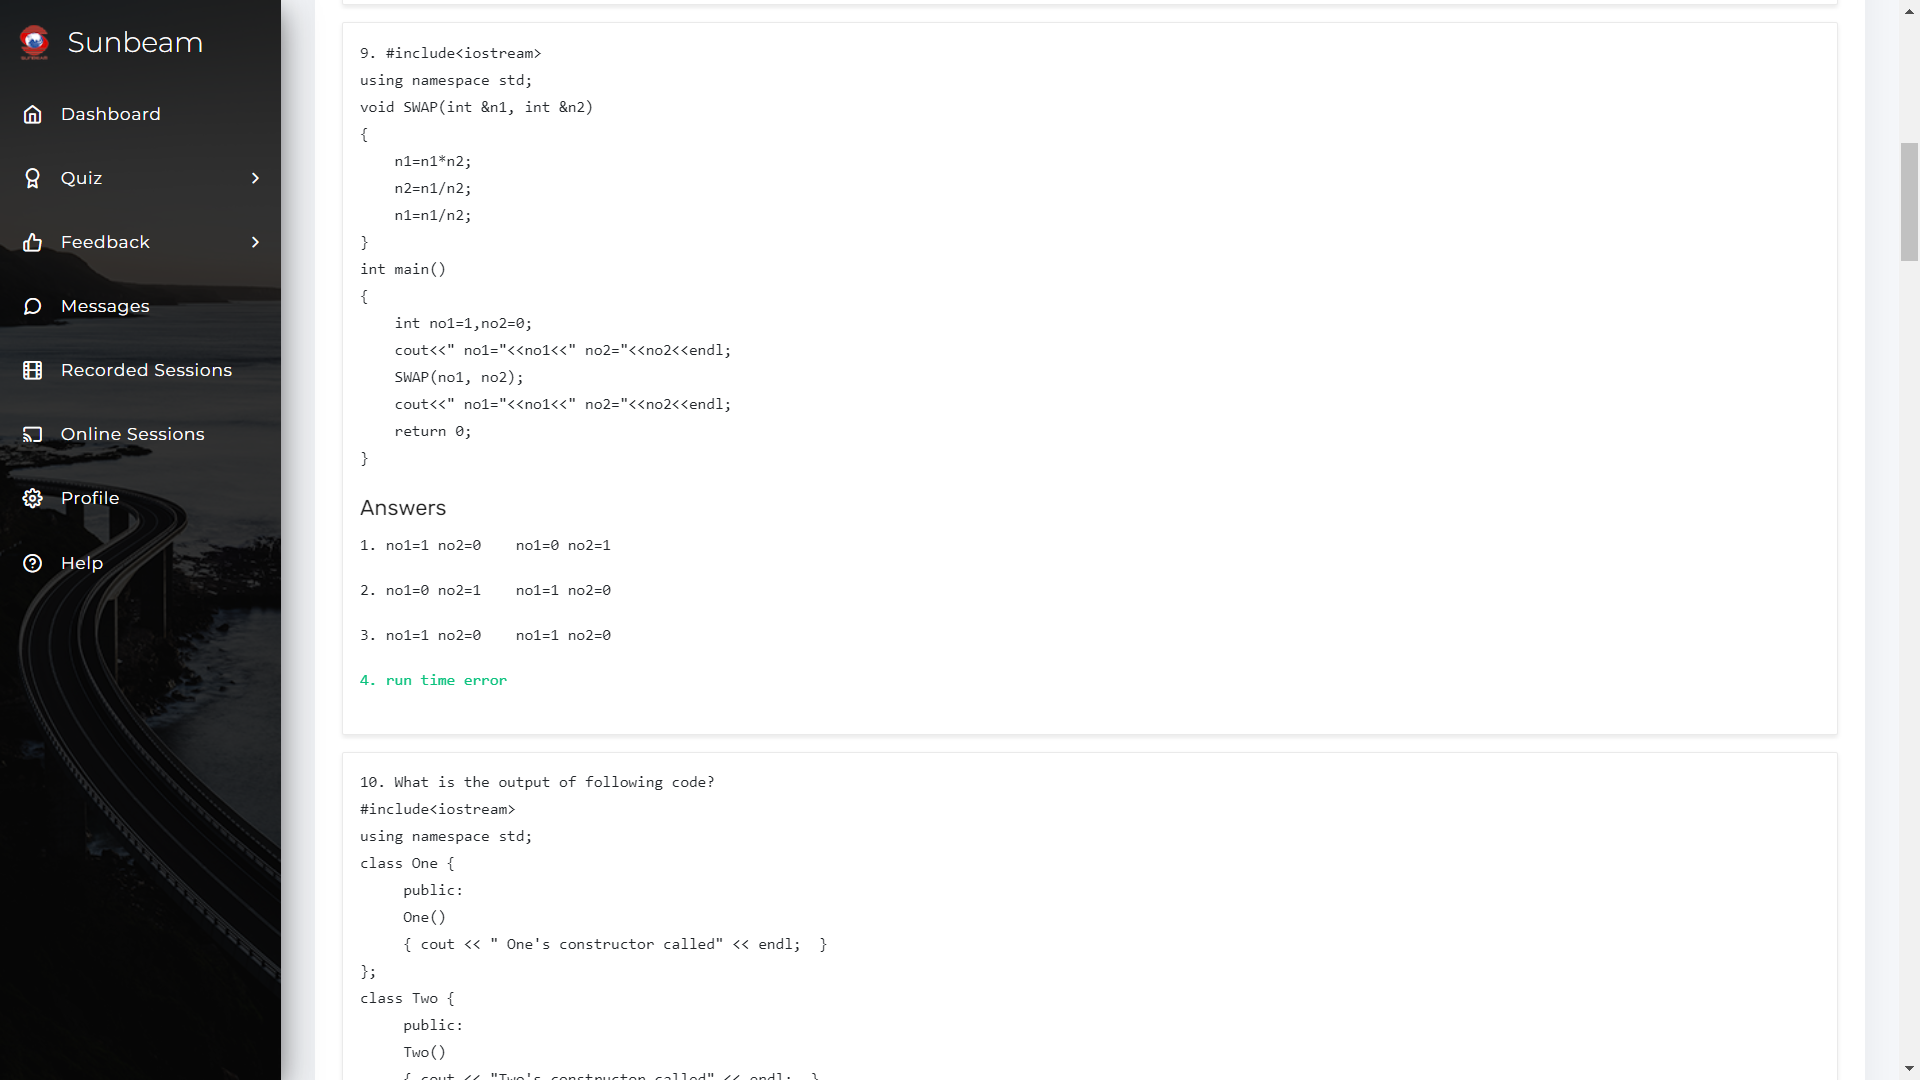 Sunbeam
Dashboard
Quiz
Feedback
Messages
Recorded Sessions
Online Sessions
Profile
Help
9. #include<iostream>
using namespace std;
void SWAP(int &n1, int &n2)
{
    n1=n1*n2;
    n2=n1/n2;
    n1=n1/n2;
}
int main()
{
    int no1=1,no2=0;
    cout<<" no1="<<no1<<" no2="<<no2<<endl;
    SWAP(no1, no2);
    cout<<" no1="<<no1<<" no2="<<no2<<endl;
    return 0;
}
Answers
1. no1=1 no2=0    no1=0 no2=1
2. no1=0 no2=1    no1=1 no2=0
3. no1=1 no2=0    no1=1 no2=0
4. run time error
10. What is the output of following code?
#include<iostream>
using namespace std;
class One {
     public:
     One()
     { cout << " One's constructor called" << endl;  }
};
class Two {
     public:
     Two()
     { cout << "Two's constructor called" << endl;  }